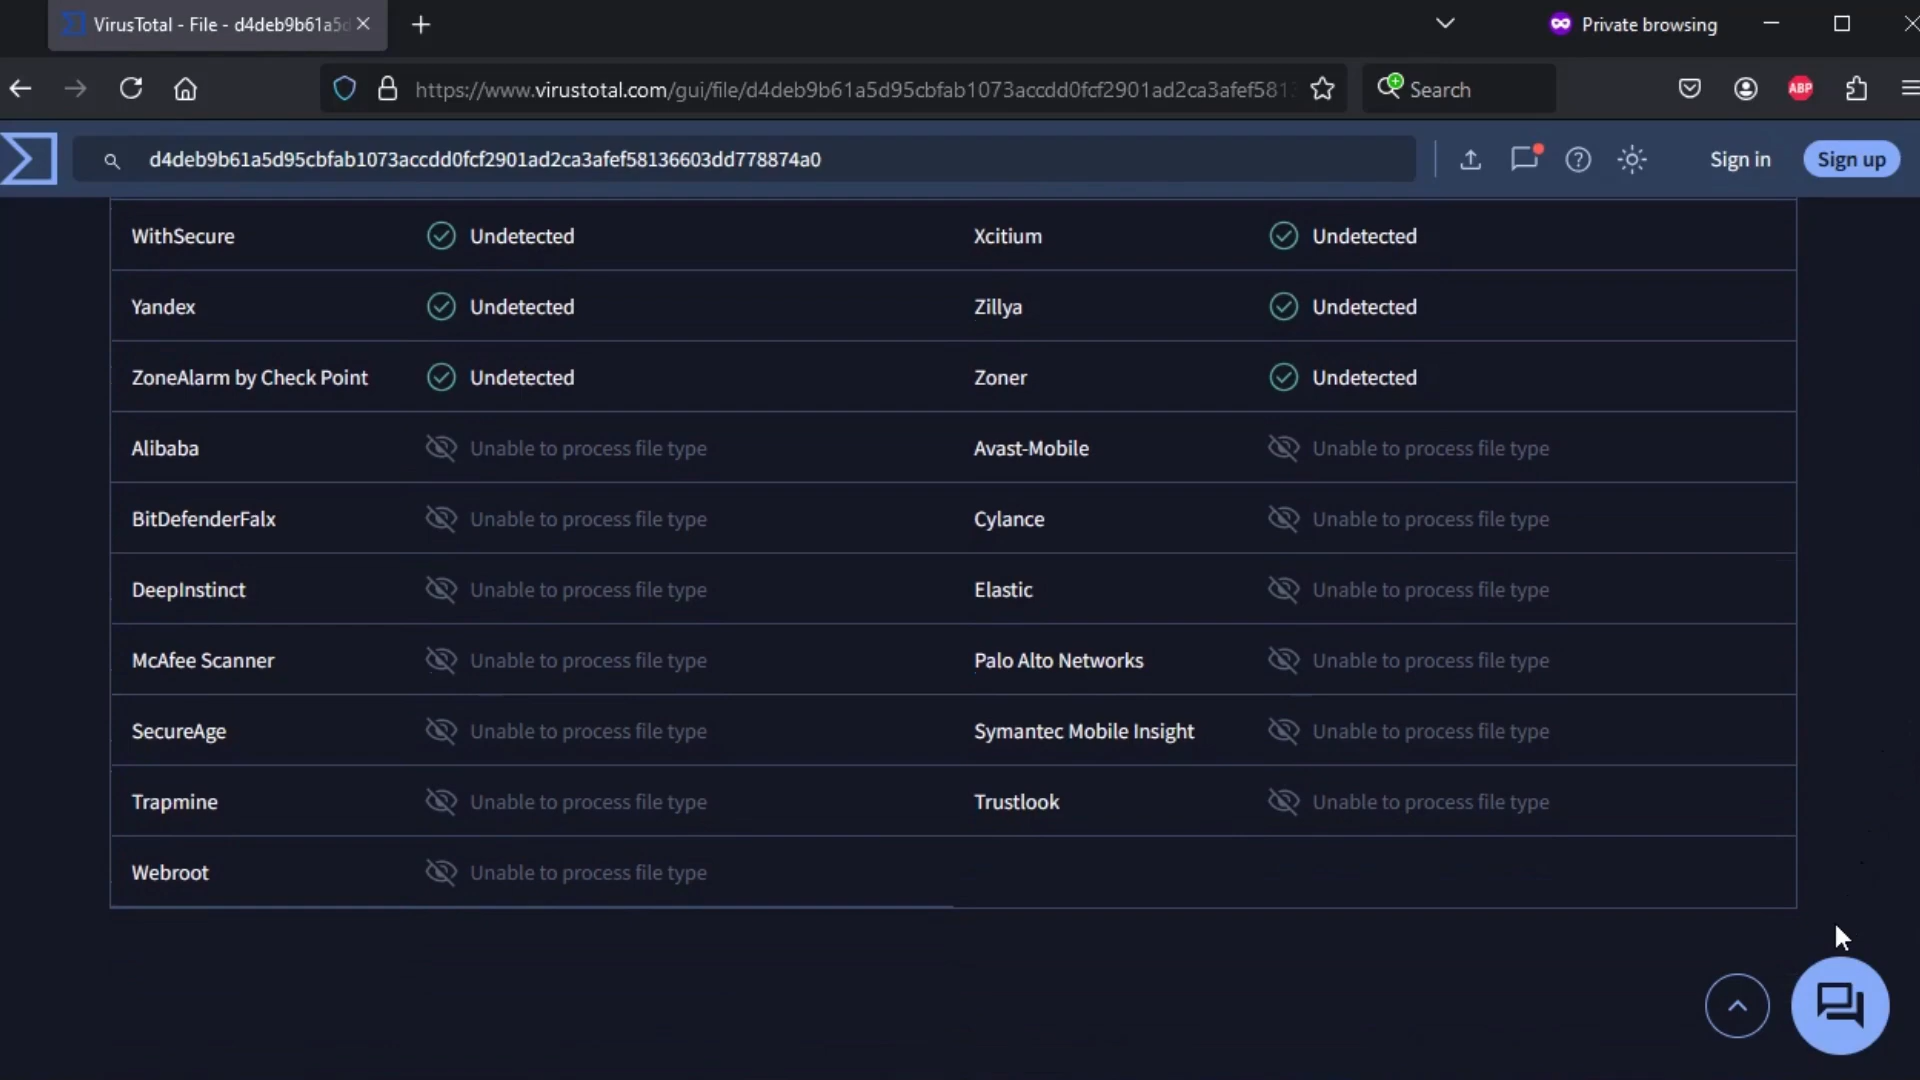 VirusTotal - File - d4deb9b61a5d
Private browsing
https://www.virustotal.com/gui/file/d4deb9b61a5d95cbfab1073accdd0fcf2901ad2ca3afef5813
Search
ABP
d4deb9b61a5d95cbfab1073accdd0fcf2901ad2ca3afef58136603dd778874a0
Sign in
Sign up
WithSecure Undetected Xcitium Undetected
Yandex Undetected Zillya Undetected
ZoneAlarm by Check Point Undetected Zoner Undetected
Alibaba Unable to process file type Avast-Mobile Unable to process file type
BitDefenderFalx Unable to process file type Cylance Unable to process file type
DeepInstinct Unable to process file type Elastic Unable to process file type
McAfee Scanner Unable to process file type Palo Alto Networks Unable to process file type
SecureAge Unable to process file type Symantec Mobile Insight Unable to process file type
Trapmine Unable to process file type Trustlook Unable to process file type
Webroot Unable to process file type